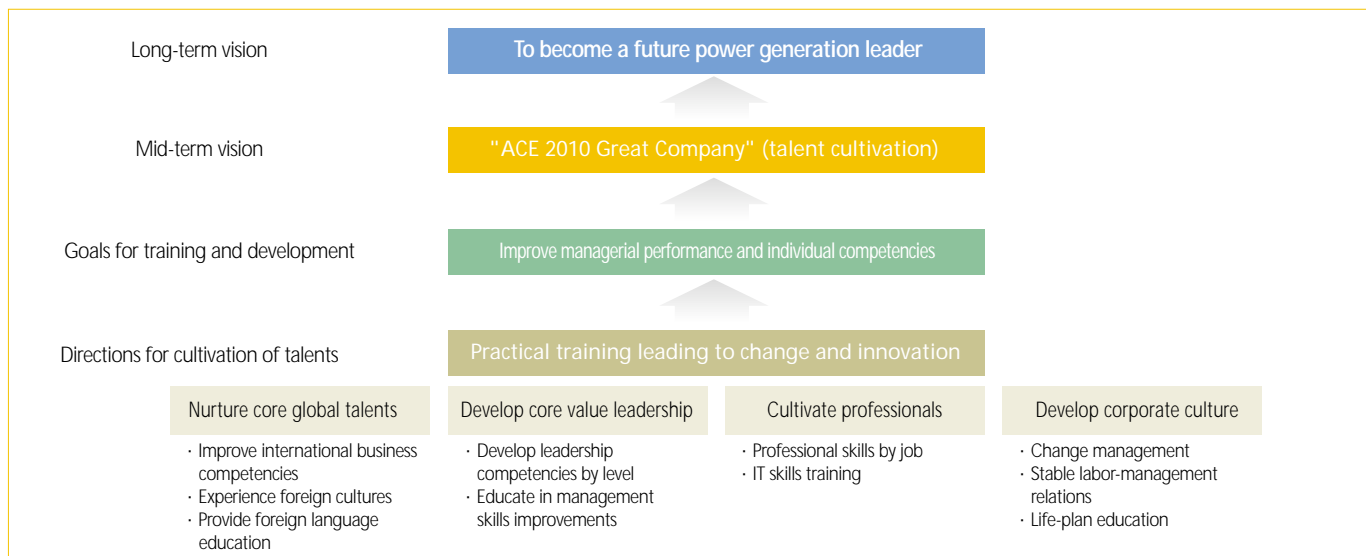 Long-term vision
To become a future power generation leader
Mid-term vision
"ACE 2010 Great Company" (talent cultivation)
Goals for training and development
Improve managerial performance and individual competencies
Directions for cultivation of talents
Practical training leading to change and innovation
Nurture core global talents
· Improve international business
competencies
· Experience foreign cultures
· Provide foreign language
education
Develop core value leadership
· Develop leadership
competencies by level
· Educate in management
skills improvements
Cultivate professionals
· Professional skills by job
· IT skills training
Develop corporate culture
· Change management
· Stable labor-management
relations
· Life-plan education